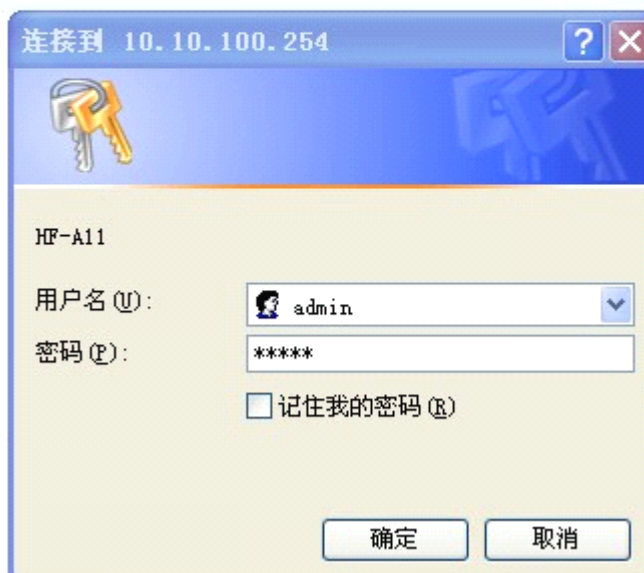 连接到 10.10.100.254
HF-A11
用户名(U):
admin
密码(P):
*****
记住我的密码(R)
确定
取消